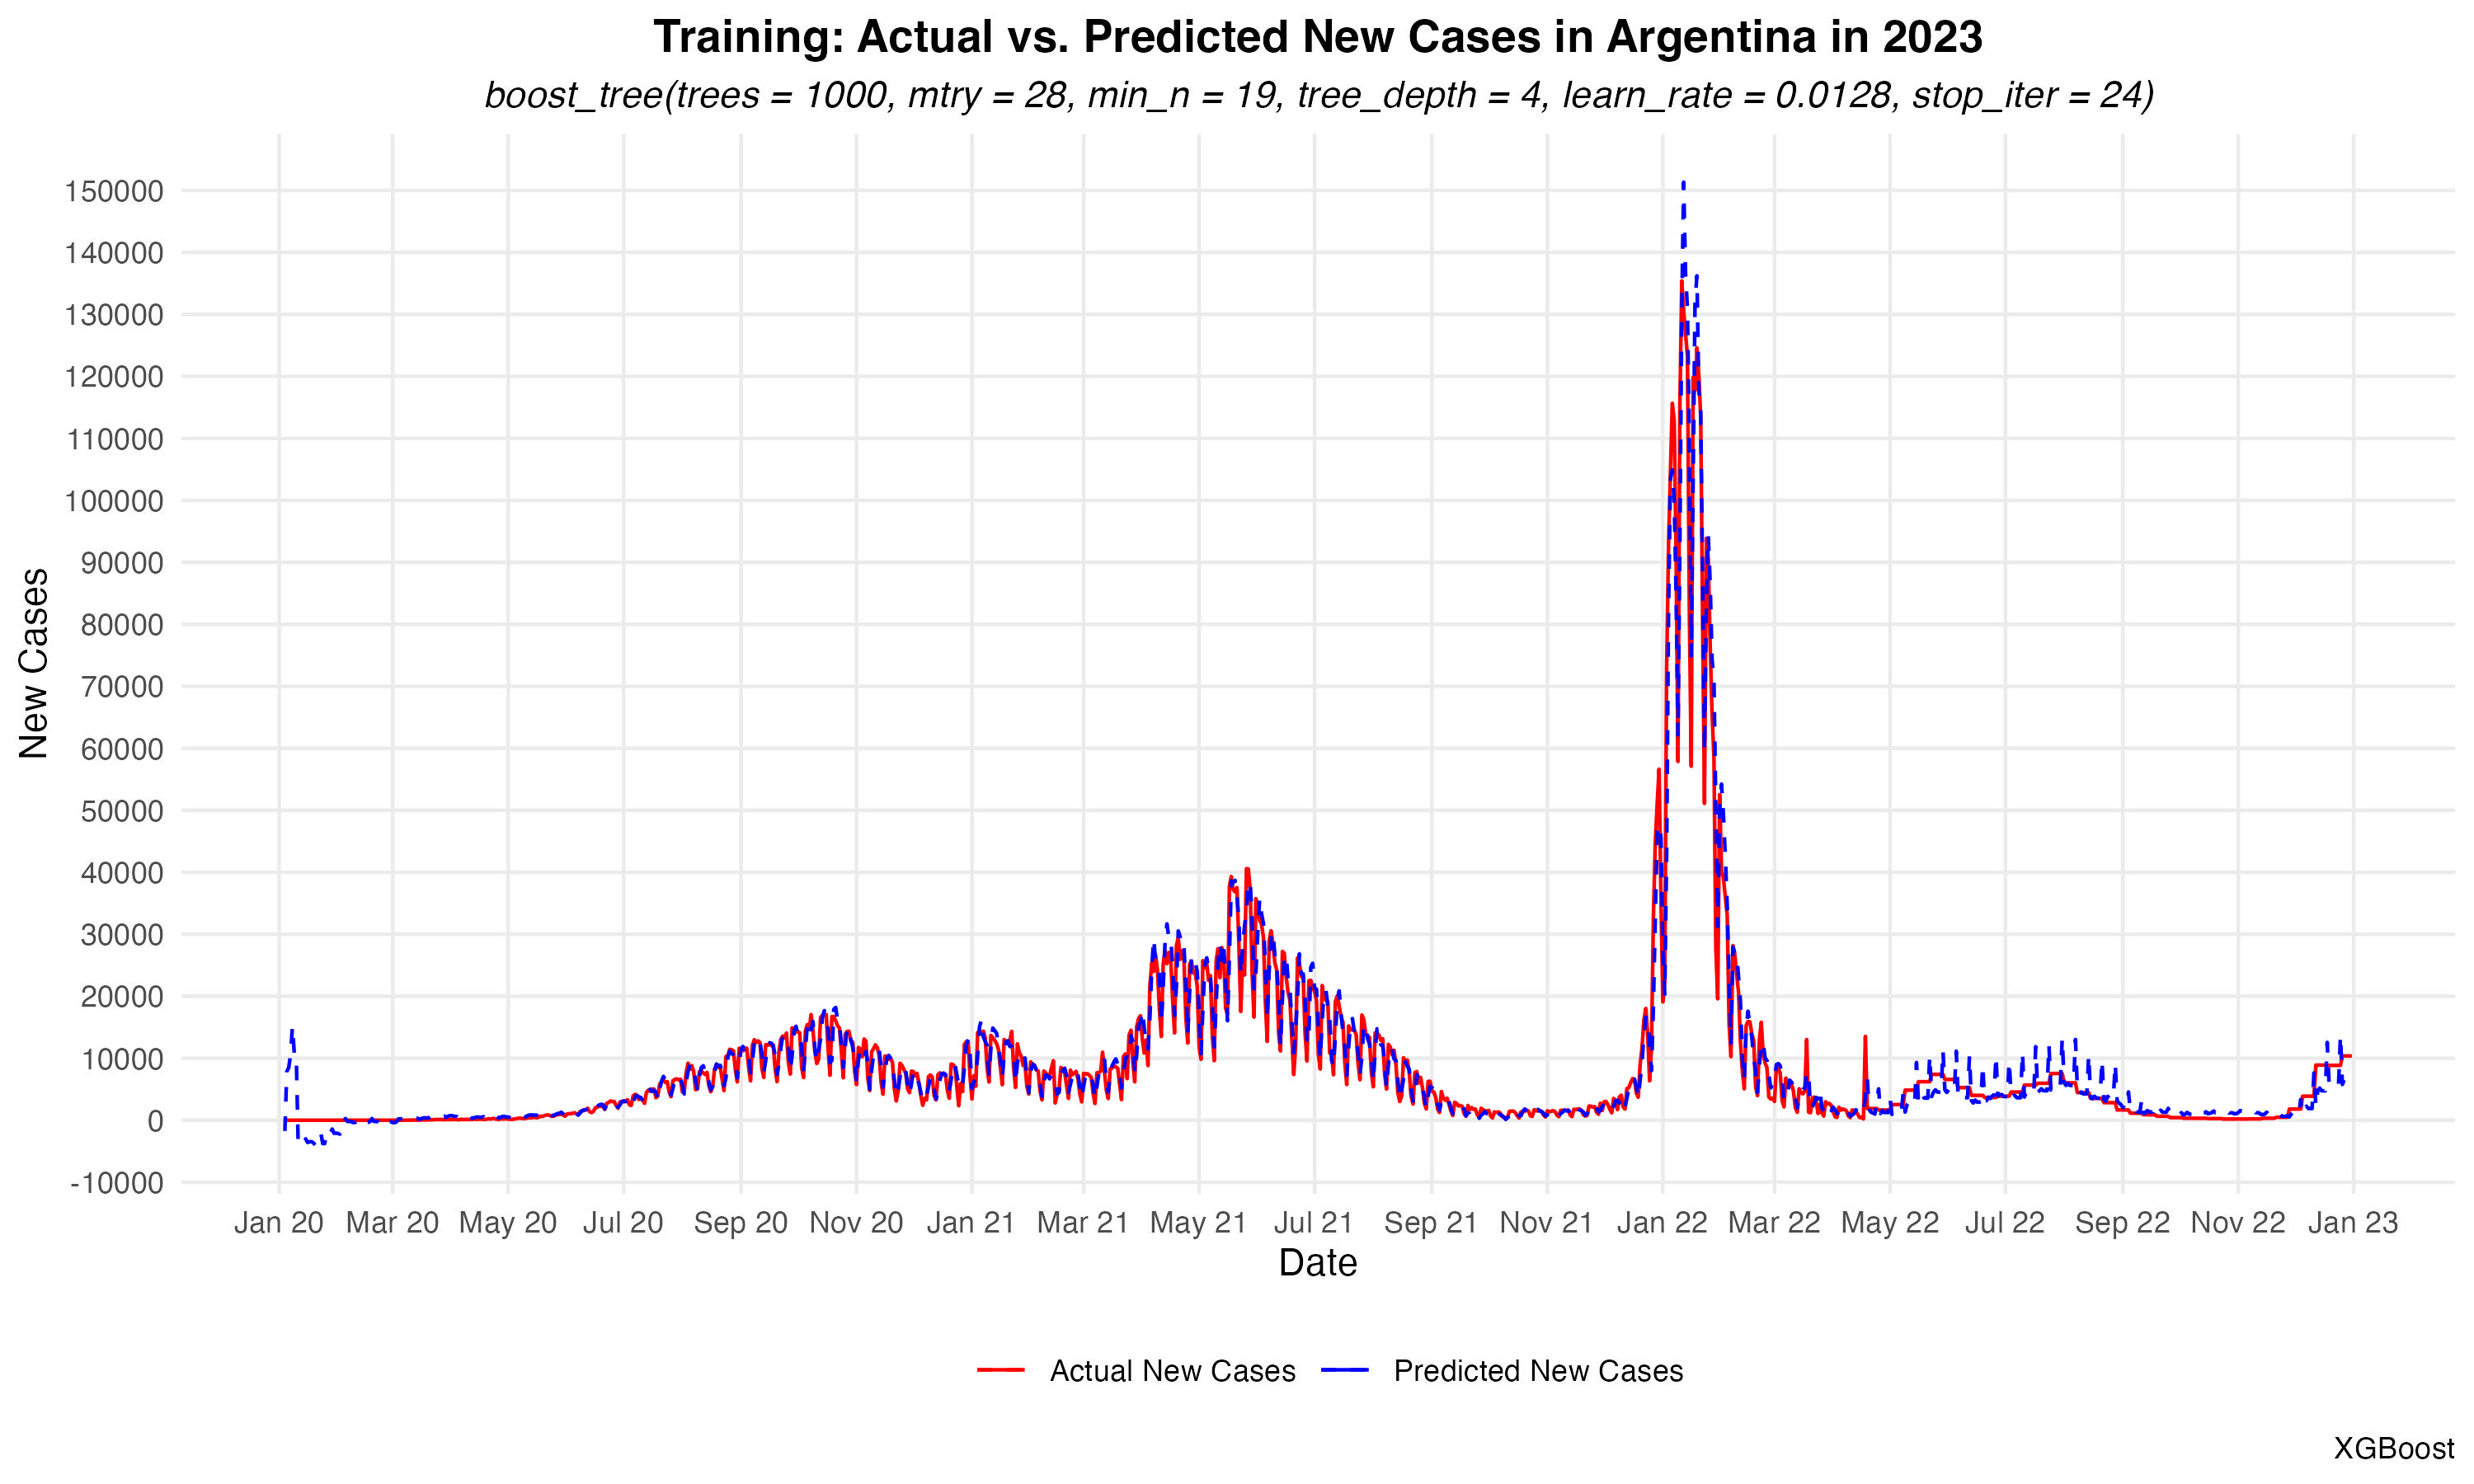 Training: Actual vs. Predicted New Cases in Argentina in 2023
boost_tree(trees = 1000, mtry = 28, min_n = 19, tree_depth = 4, learn_rate = 0.0128, stop_iter = 24)
New Cases
150000
140000
130000
120000
110000
100000
90000
80000
70000
60000
50000
40000
30000
20000
10000
0
-10000
Jan 20 Mar 20 May 20 Jul 20 Sep 20 Nov 20 Jan 21 Mar 21 May 21 Jul 21 Sep 21 Nov 21 Jan 22 Mar 22 May 22 Jul 22 Sep 22 Nov 22 Jan 23
Date
Actual New Cases Predicted New Cases
XGBoost